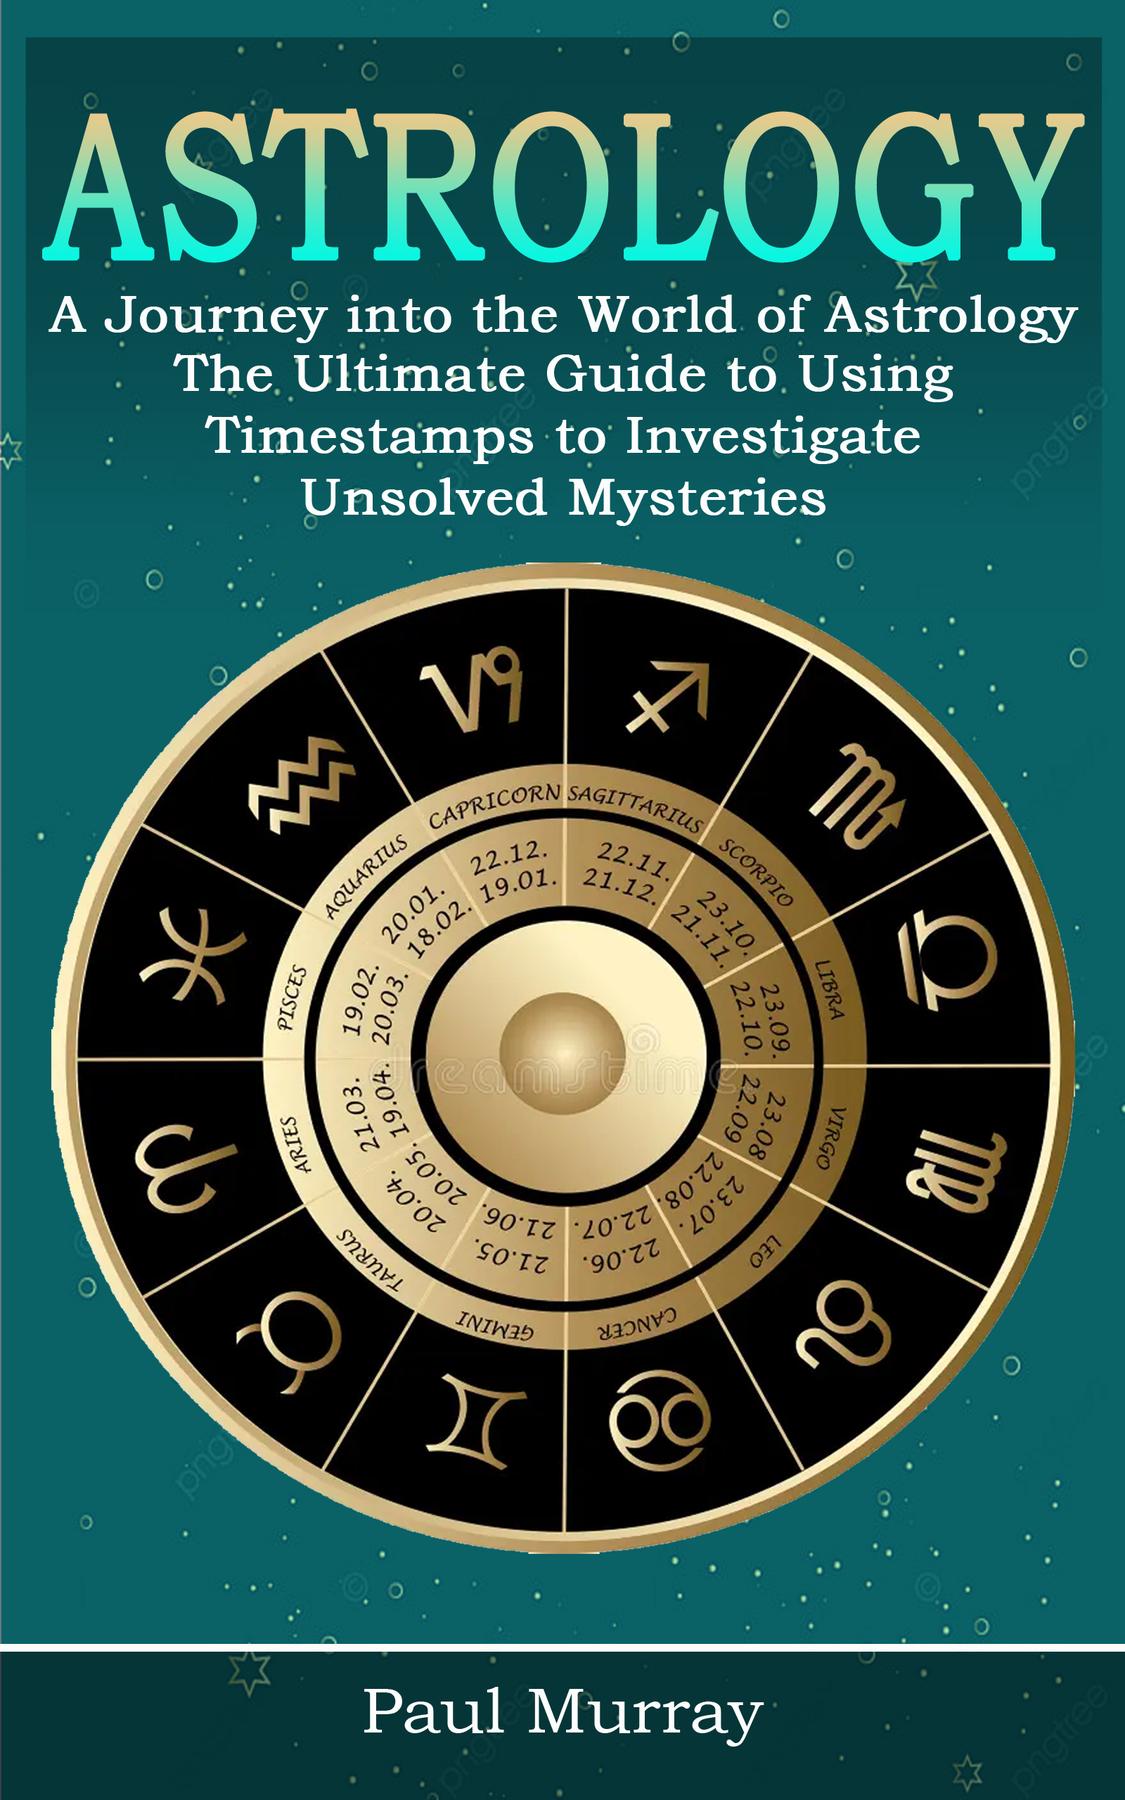 ASTROLOGY
A Journey into the World of Astrology
The Ultimate Guide to Using
Timestamps to Investigate
Unsolved Mysteries
CAPRICORN
22.12.
19.01.
SAGITTARIUS
22.11.
21.12.
SCORPIO
23.10.
21.11.
LIBRA
23.09.
22.10.
VIRGO
23.08
22.09
LEO
23.07.
22.08.
CANCER
22.06.
22.07.
GEMINI
21.05.
21.06.
TAURUS
20.04.
20.05.
ARIES
21.03.
19.04.
PISCES
19.02.
20.03.
AQUARIUS
20.01.
18.02.
dreamstime
Paul Murray
pngtree